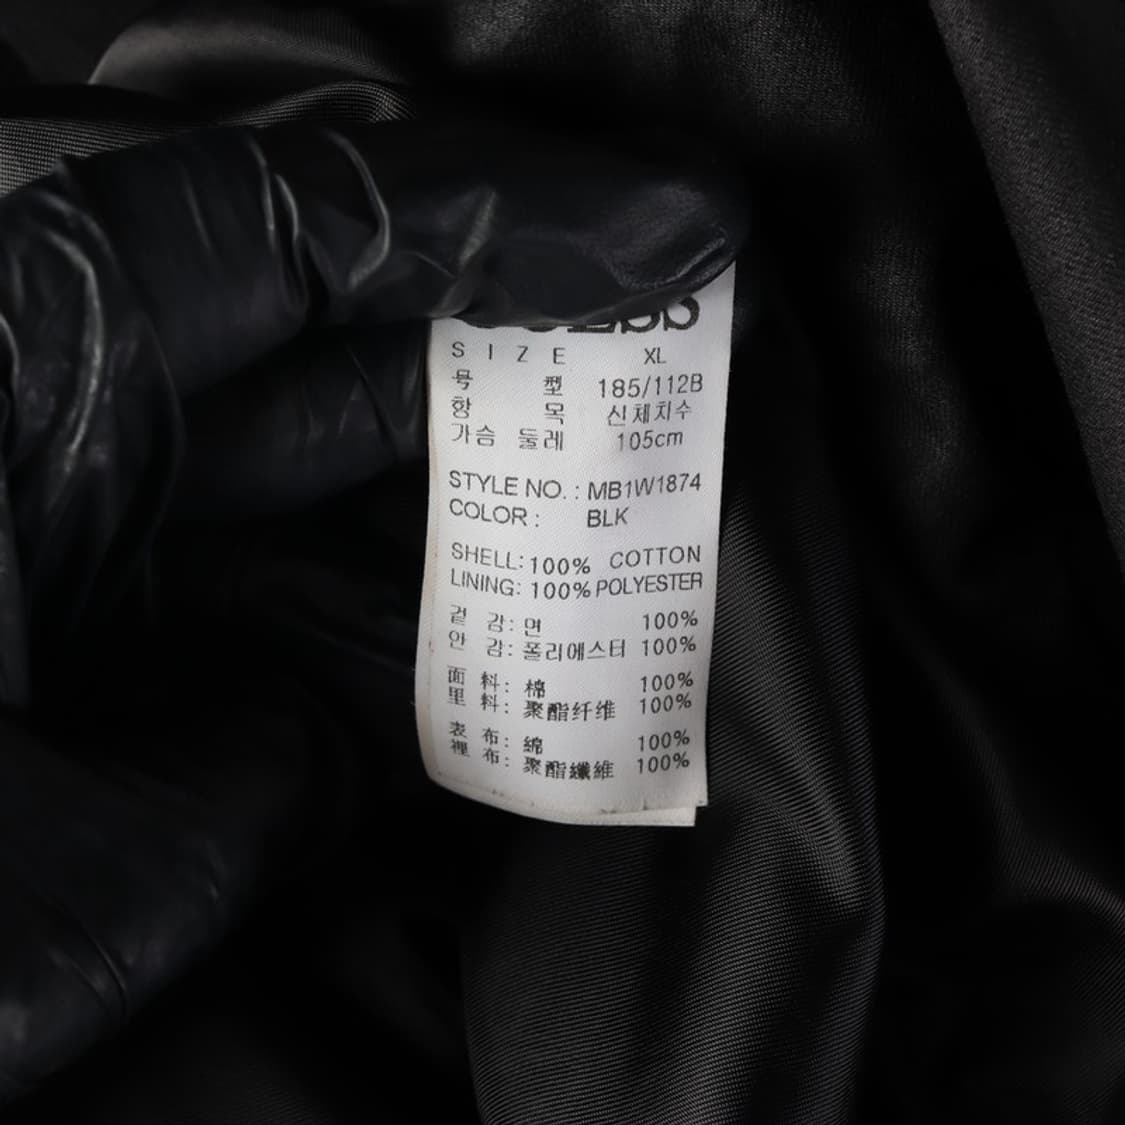 SIZE XL
号 型 185/112B
항 목 신체치수
가슴 둘레 105cm
STYLE NO. : MB1W1874
COLOR : BLK
SHELL: 100% COTTON
LINING: 100% POLYESTER
겉 감: 면 100%
안 감: 폴리에스터 100%
面 料: 棉 100%
里 料: 聚酯纤维 100%
表 布: 綿 100%
裡 布: 聚酯纖維 100%